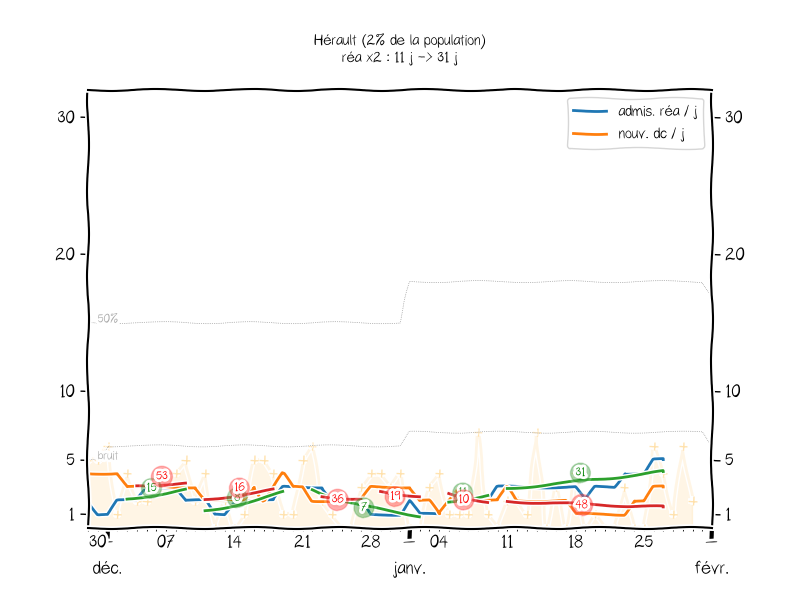 Hérault (2% de la population)
réa x2 : 11 j -> 31 j
admis. réa / j
nouv. dc / j
30 30
20 20
50%
10 10
bruit
5 5
1 1
53
16
36
7
19
10
31
48
30 07 14 21 28 04 11 18 25
déc. janv. févr.